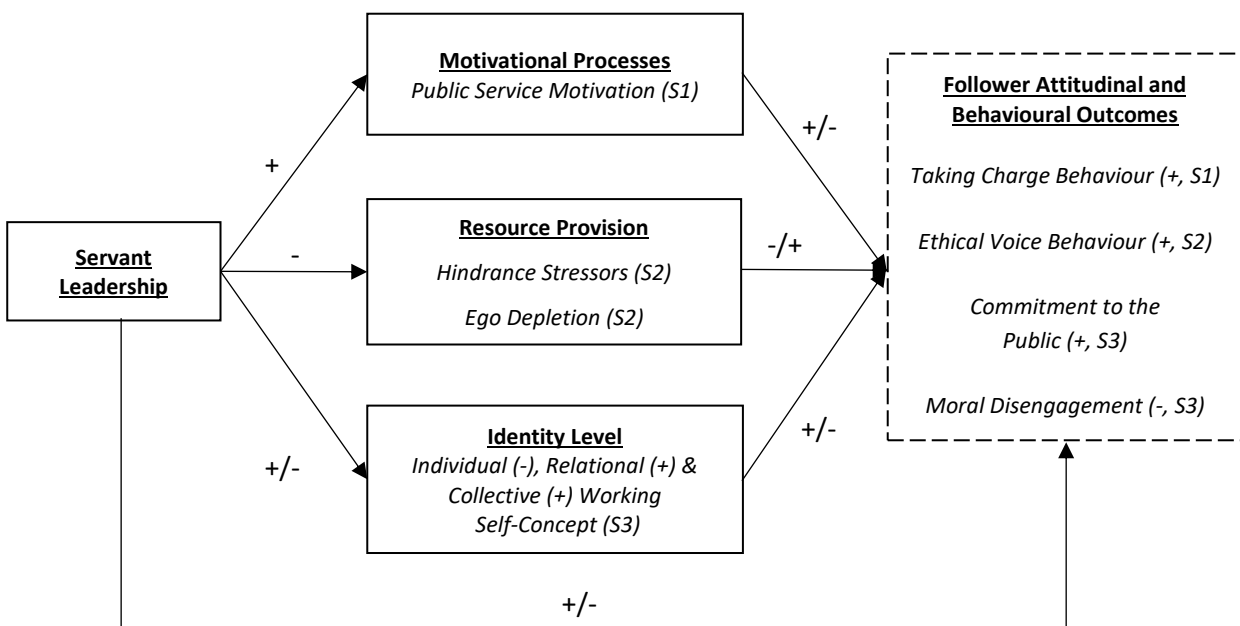 Motivational Processes
Public Service Motivation (S1)
+
+/-
Servant
Leadership
-
Resource Provision
Hindrance Stressors (S2)
Ego Depletion (S2)
-/+
+/-
Identity Level
Individual (-), Relational (+) &
Collective (+) Working
Self-Concept (S3)
+/-
Follower Attitudinal and
Behavioural Outcomes
Taking Charge Behaviour (+, S1)
Ethical Voice Behaviour (+, S2)
Commitment to the
Public (+, S3)
Moral Disengagement (-, S3)
+/-